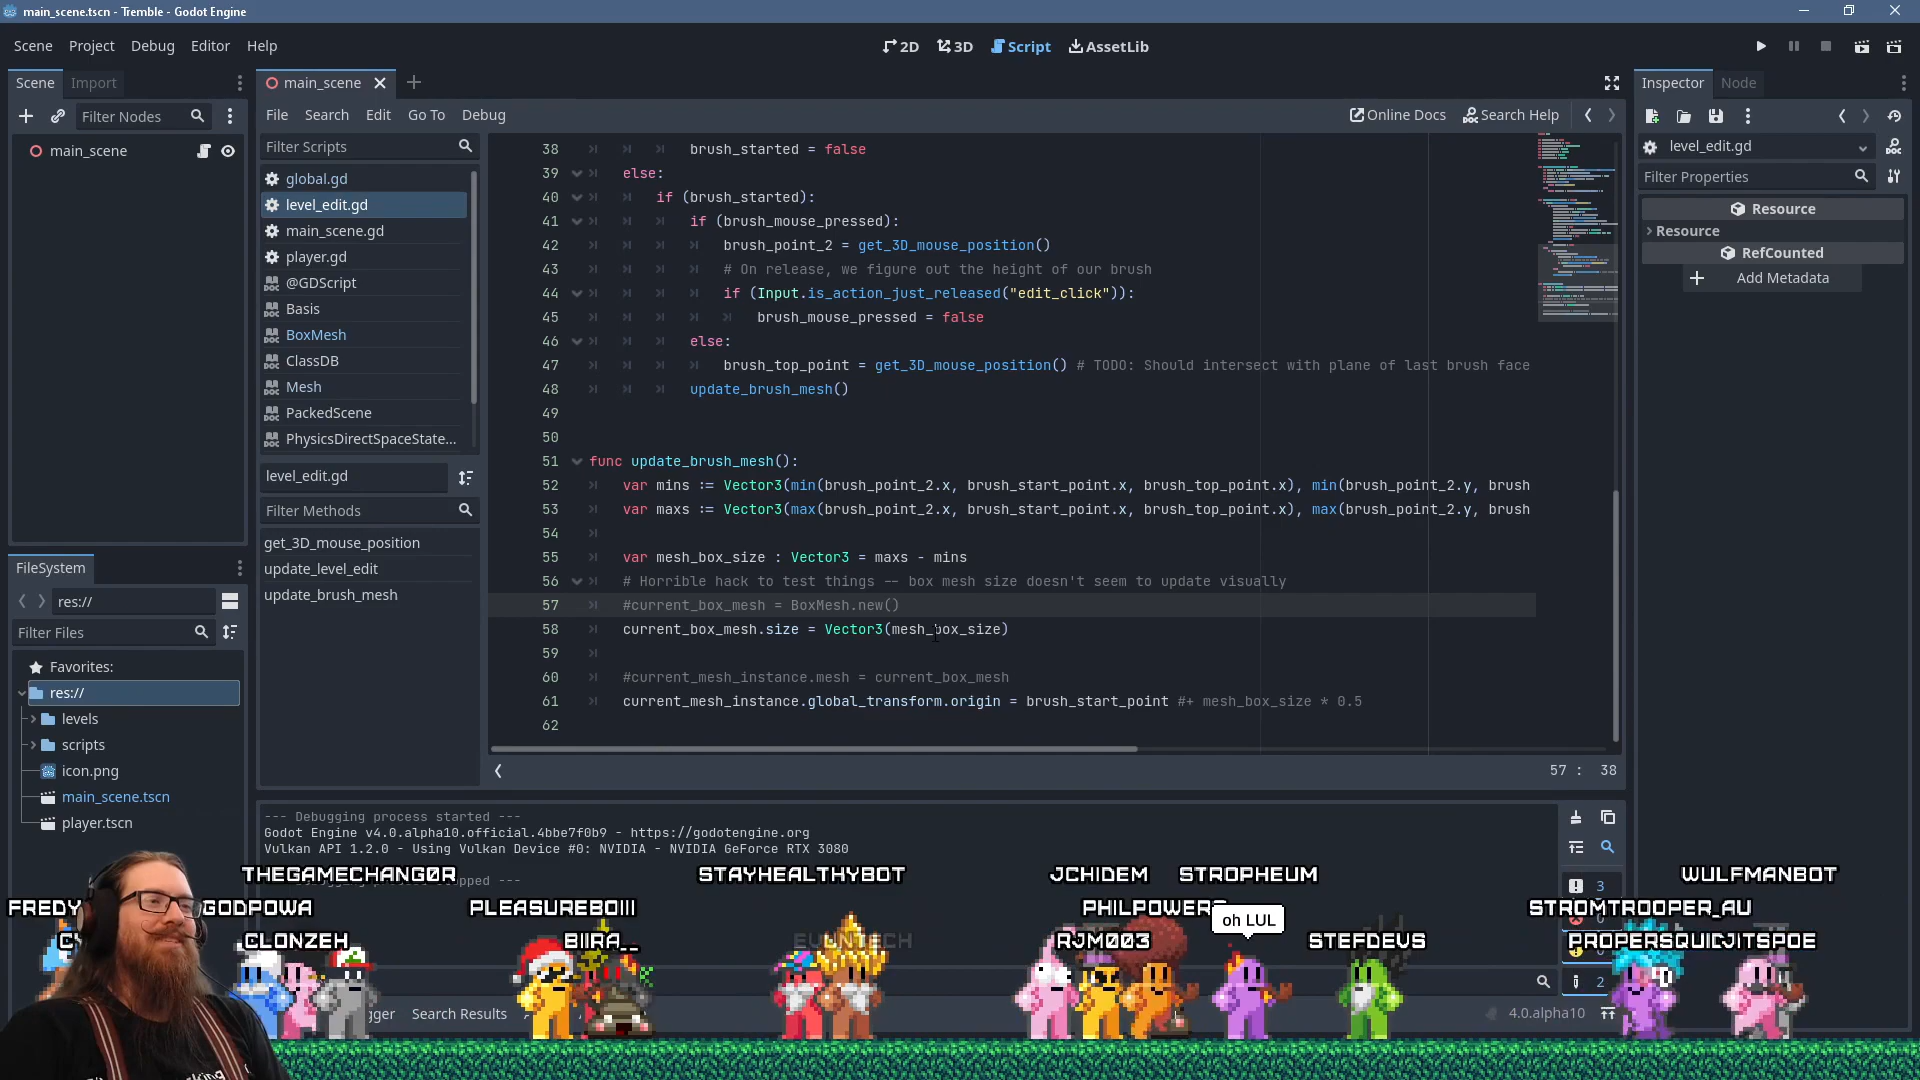 main_scene.tscn - Tremble - Godot Engine
Scene Project Debug Editor Help
2D 3D Script AssetLib
Scene Import
Filter Nodes
main_scene
main_scene
File Search Edit Go To Debug
Online Docs Search Help
Filter Scripts
global.gd
level_edit.gd
main_scene.gd
player.gd
@GDScript
Basis
BoxMesh
ClassDB
Mesh
PackedScene
PhysicsDirectSpaceState...
level_edit.gd
Filter Methods
get_3D_mouse_position
update_level_edit
update_brush_mesh
38 brush_started = false
39 else:
40 if (brush_started):
41 if (brush_mouse_pressed):
42 brush_point_2 = get_3D_mouse_position()
43 # On release, we figure out the height of our brush
44 if (Input.is_action_just_released("edit_click")):
45 brush_mouse_pressed = false
46 else:
47 brush_top_point = get_3D_mouse_position() # TODO: Should intersect with plane of last brush face
48 update_brush_mesh()
49
50
51 func update_brush_mesh():
52 var mins := Vector3(min(brush_point_2.x, brush_start_point.x, brush_top_point.x), min(brush_point_2.y, brush
53 var maxs := Vector3(max(brush_point_2.x, brush_start_point.x, brush_top_point.x), max(brush_point_2.y, brush
54
55 var mesh_box_size : Vector3 = maxs - mins
56 # Horrible hack to test things -- box mesh size doesn't seem to update visually
57 #current_box_mesh = BoxMesh.new()
58 current_box_mesh.size = Vector3(mesh_box_size)
59
60 #current_mesh_instance.mesh = current_box_mesh
61 current_mesh_instance.global_transform.origin = brush_start_point #+ mesh_box_size * 0.5
62
57 : 38
Inspector Node
level_edit.gd
Filter Properties
Resource
Resource
RefCounted
Add Metadata
FileSystem
res://
Filter Files
Favorites:
res://
levels
scripts
icon.png
main_scene.tscn
player.tscn
--- Debugging process started ---
Godot Engine v4.0.alpha10.official.4bbe7f0b9 - https://godotengine.org
Vulkan API 1.2.0 - Using Vulkan Device #0: NVIDIA - NVIDIA GeForce RTX 3080
3
2
Search Results
4.0.alpha10
THEGAMECHANG0R
STAYHEALTHYBOT
JCHIDEM
STROPHEUM
WULFMANBOT
FREDY
GODPOWA
PLEASUREBOIII
PHILPOWER
STROMTROOPER_AU
oh LUL
CLONZEH
BIIRA__
RJM003
STEFDEVS